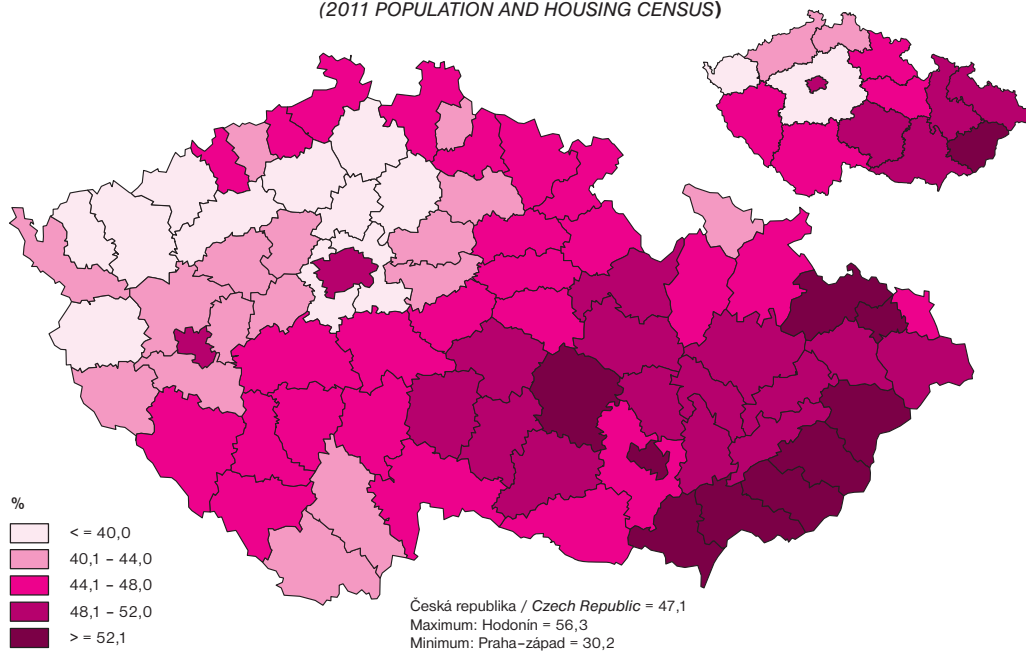 (2011 POPULATION AND HOUSING CENSUS)
%
< = 40,0
40,1 – 44,0
44,1 – 48,0
48,1 – 52,0
> = 52,1
Česká republika / Czech Republic = 47,1
Maximum: Hodonín = 56,3
Minimum: Praha–západ = 30,2